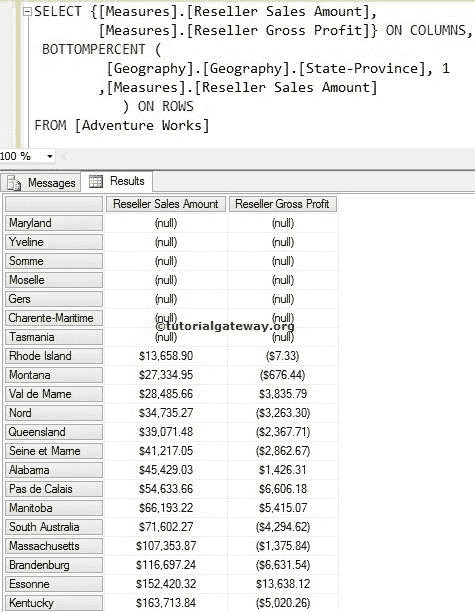 SELECT {[Measures].[Reseller Sales Amount],
[Measures].[Reseller Gross Profit]} ON COLUMNS,
BOTTOMPERCENT (
[Geography].[Geography].[State-Province], 1
,[Measures].[Reseller Sales Amount]
) ON ROWS
FROM [Adventure Works]
100 %
Messages Results
Reseller Sales Amount Reseller Gross Profit
Maryland (null) (null)
Yveline (null) (null)
Somme (null) (null)
Moselle (null) (null)
Gers (null) (null)
Charente-Maritime (null) (null)
©tutorialgateway.org
Tasmania (null) (null)
Rhode Island $13,658.90 ($7.33)
Montana $27,334.95 ($676.44)
Val de Marne $28,485.66 $3,835.79
Nord $34,735.27 ($3,263.30)
Queensland $39,071.48 ($2,367.71)
Seine et Marne $41,217.05 ($2,862.67)
Alabama $45,429.03 $1,426.31
Pas de Calais $54,633.66 $6,606.18
Manitoba $66,193.22 $5,415.07
South Australia $71,602.27 ($4,294.62)
Massachusetts $107,353.87 ($1,375.84)
Brandenburg $116,697.24 ($6,631.54)
Essonne $152,420.32 $13,638.12
Kentucky $163,713.84 ($5,020.26)